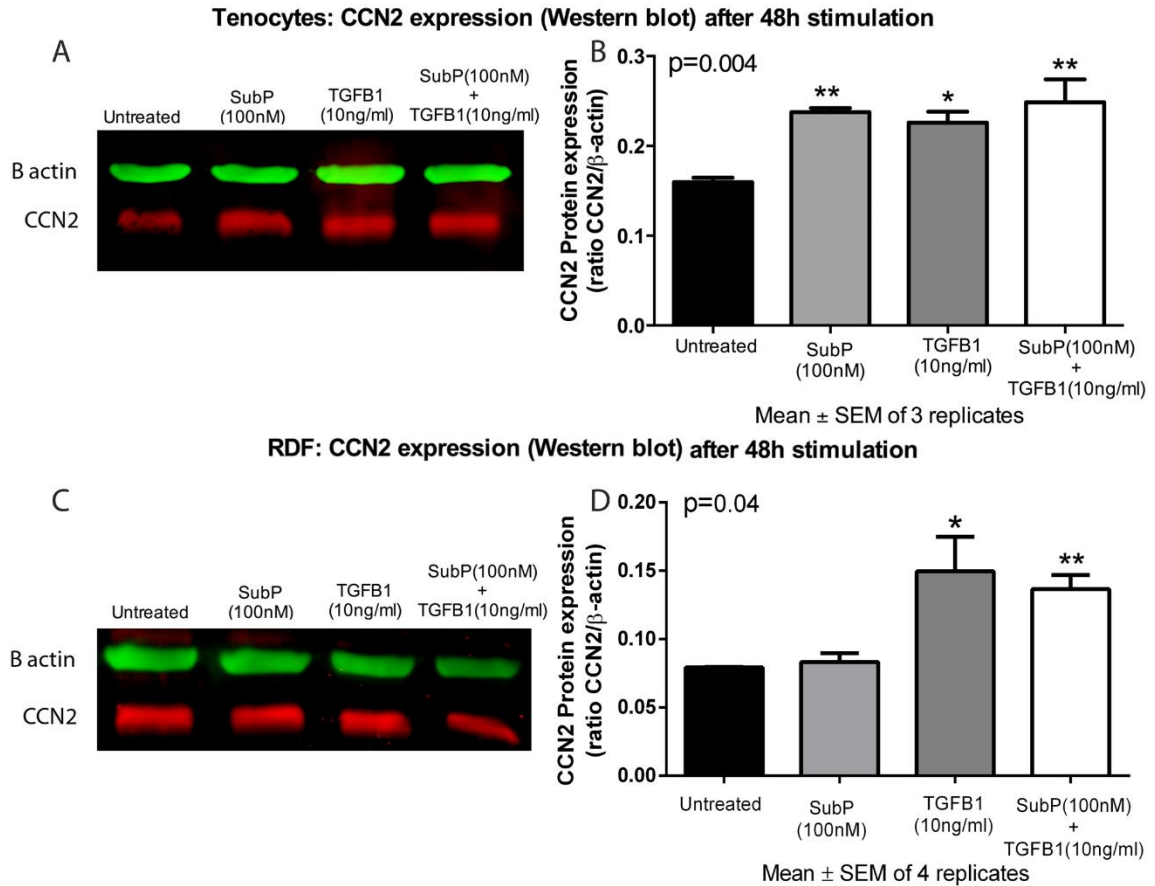 Tenocytes: CCN2 expression (Western blot) after 48h stimulation
A
Untreated
SubP
(100nM)
TGFB1
(10ng/ml)
SubP(100nM)
+
TGFB1(10ng/ml)
B actin
CCN2
B
p=0.004
CCN2 Protein expression
(ratio CCN2/β-actin)
0.3
0.2
0.1
0.0
**
*
**
Untreated
SubP
(100nM)
TGFB1
(10ng/ml)
SubP(100nM)
+
TGFB1(10ng/ml)
Mean ± SEM of 3 replicates
RDF: CCN2 expression (Western blot) after 48h stimulation
C
Untreated
SubP
(100nM)
TGFB1
(10ng/ml)
SubP(100nM)
+
TGFB1(10ng/ml)
B actin
CCN2
D
p=0.04
CCN2 Protein expression
(ratio CCN2/β-actin)
0.20
0.15
0.10
0.05
0.00
*
**
Untreated
SubP
(100nM)
TGFB1
(10ng/ml)
SubP(100nM)
+
TGFB1(10ng/ml)
Mean ± SEM of 4 replicates